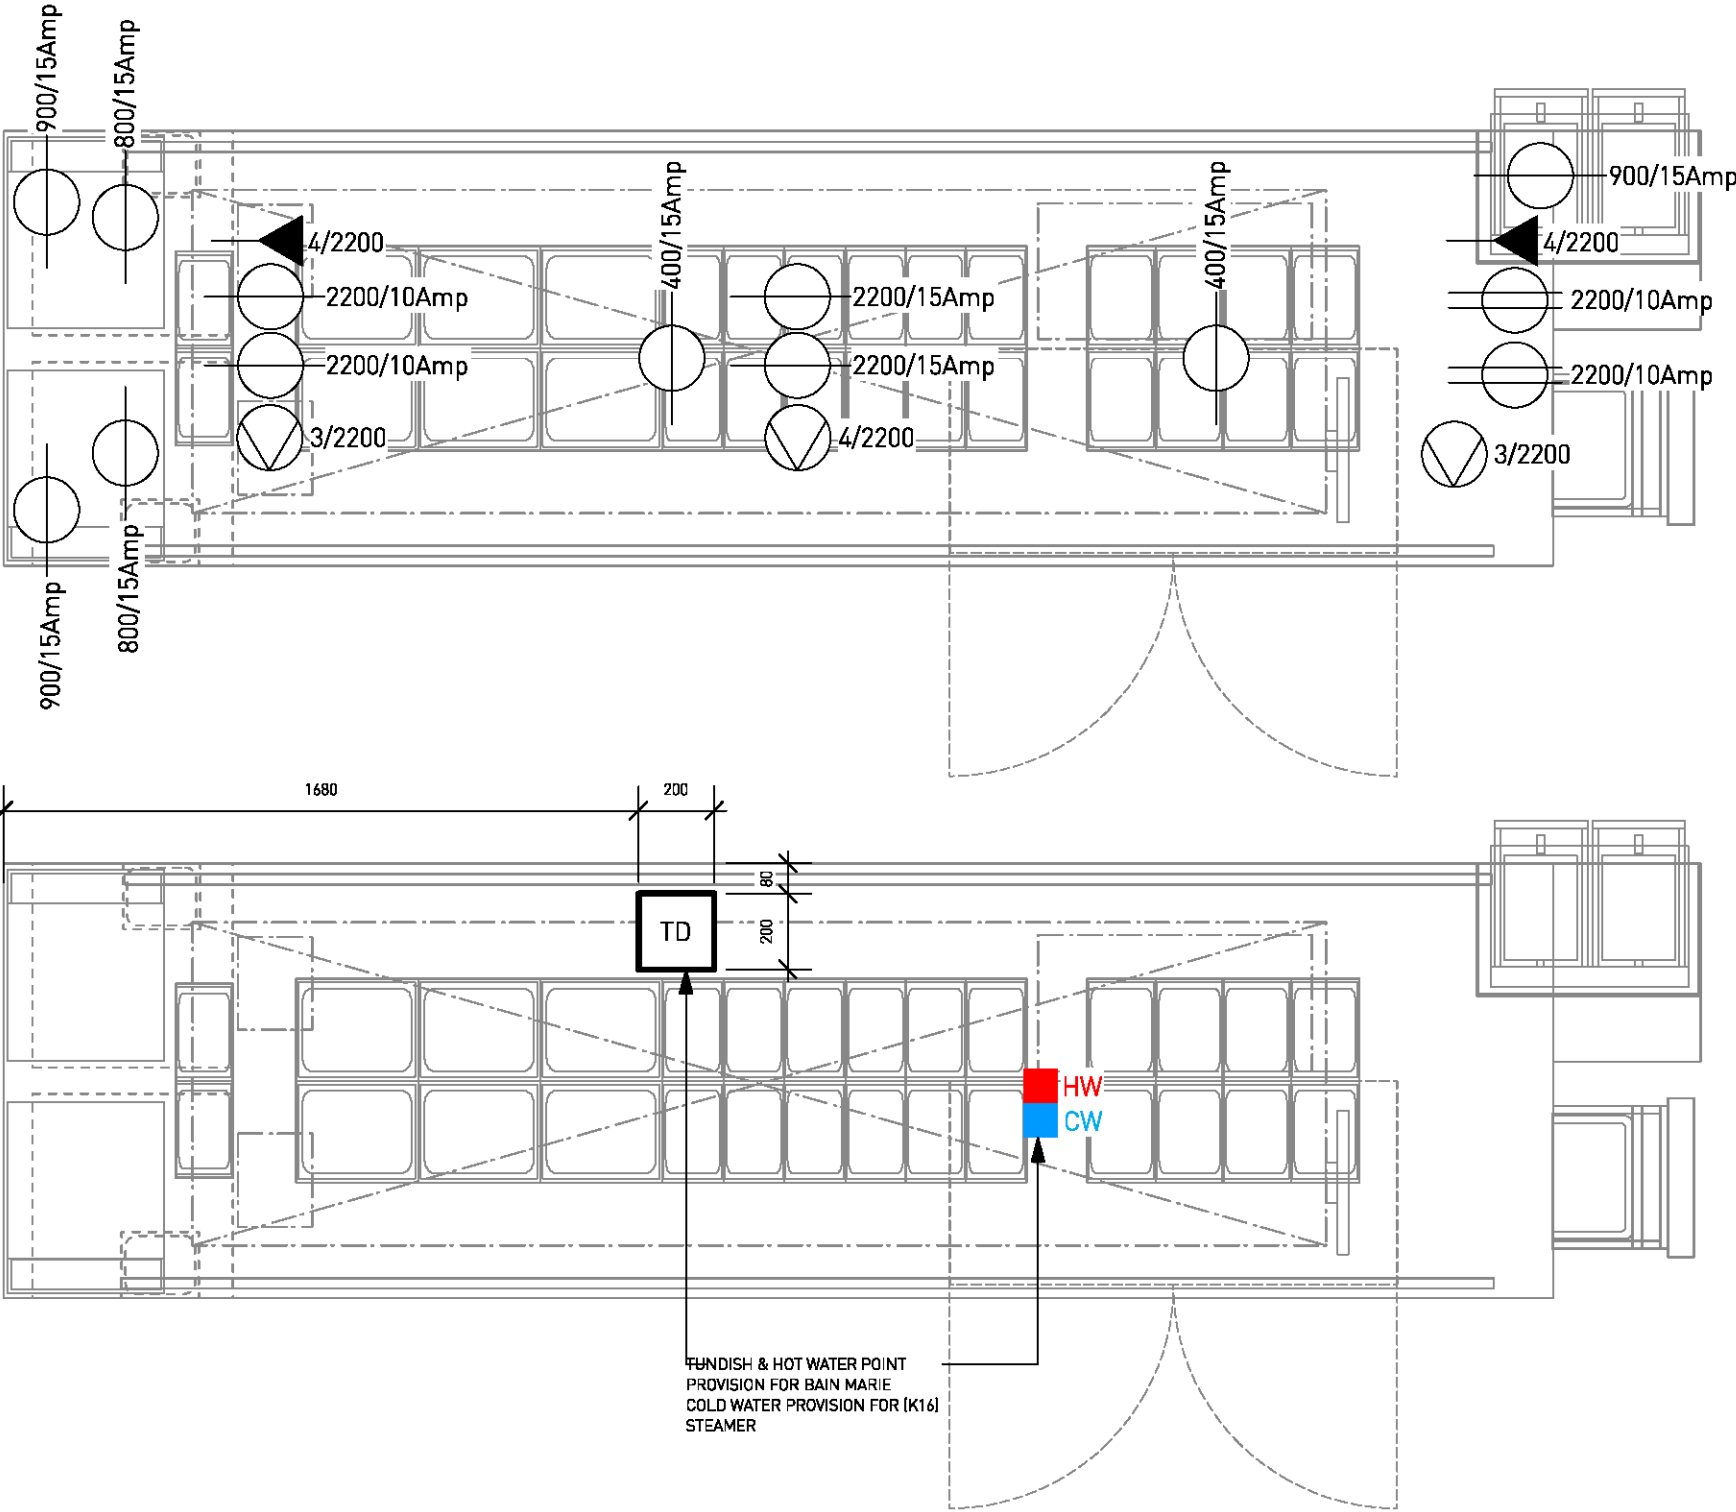 900/15Amp
800/15Amp
400/15Amp
400/15Amp
900/15Amp
4/2200
4/2200
2200/10Amp
2200/15Amp
2200/10Amp
2200/10Amp
2200/15Amp
2200/10Amp
3/2200
4/2200
3/2200
900/15Amp
800/15Amp
1680
200
80
TD
200
HW
CW
TUNDISH & HOT WATER POINT
PROVISION FOR BAIN MARIE
COLD WATER PROVISION FOR (K16)
STEAMER